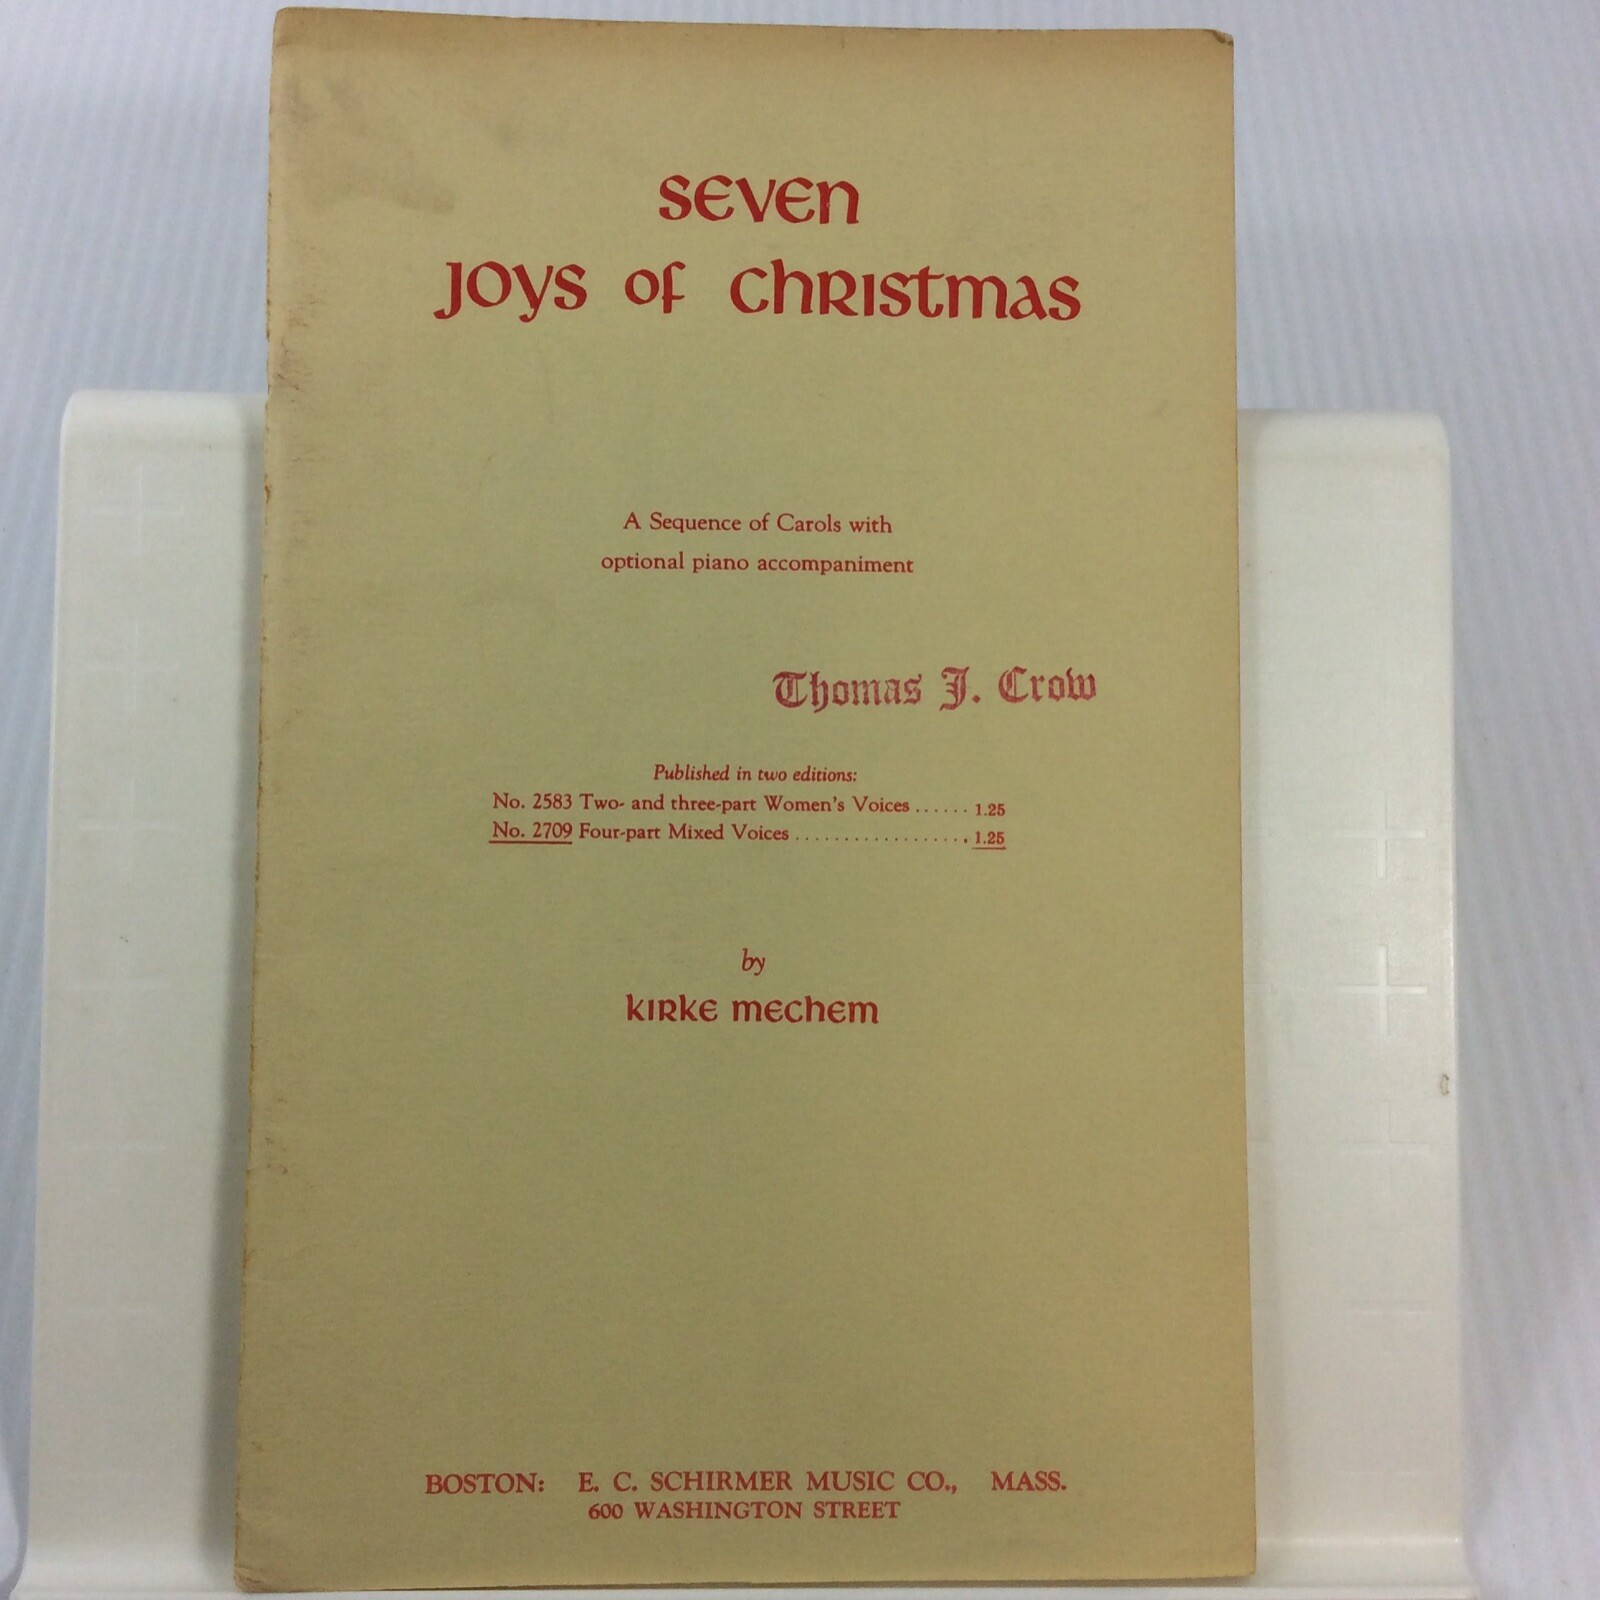 Seven
Joys of Christmas
A Sequence of Carols with
optional piano accompaniment
Thomas J. Crow
Published in two editions:
No. 2583 Two- and three-part Women's Voices ...... 1.25
No. 2709 Four-part Mixed Voices .................. 1.25
by
Kirke Mechem
BOSTON: E. C. SCHIRMER MUSIC CO., MASS.
600 WASHINGTON STREET